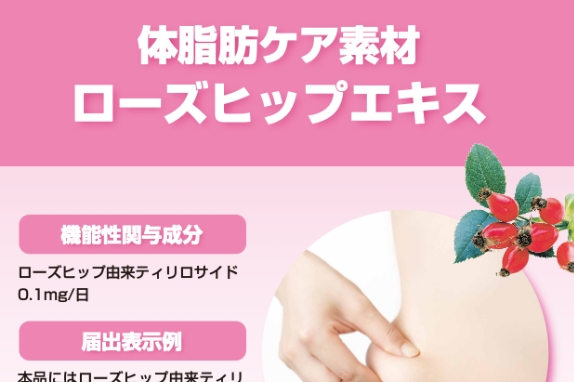 体脂肪ケア素材
ローズヒップエキス
機能性関与成分
ローズヒップ由来ティリロサイド
0.1mg/日
届出表示例
本品にはローズヒップ由来ティリ